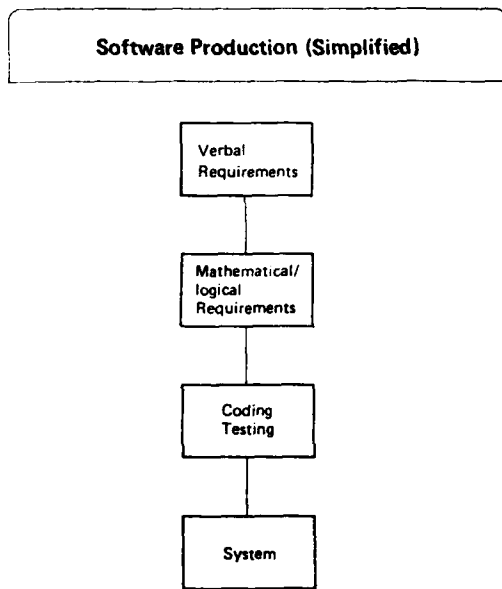 Software Production (Simplified)
Verbal
Requirements
Mathematical/
logical
Requirements
Coding
Testing
System